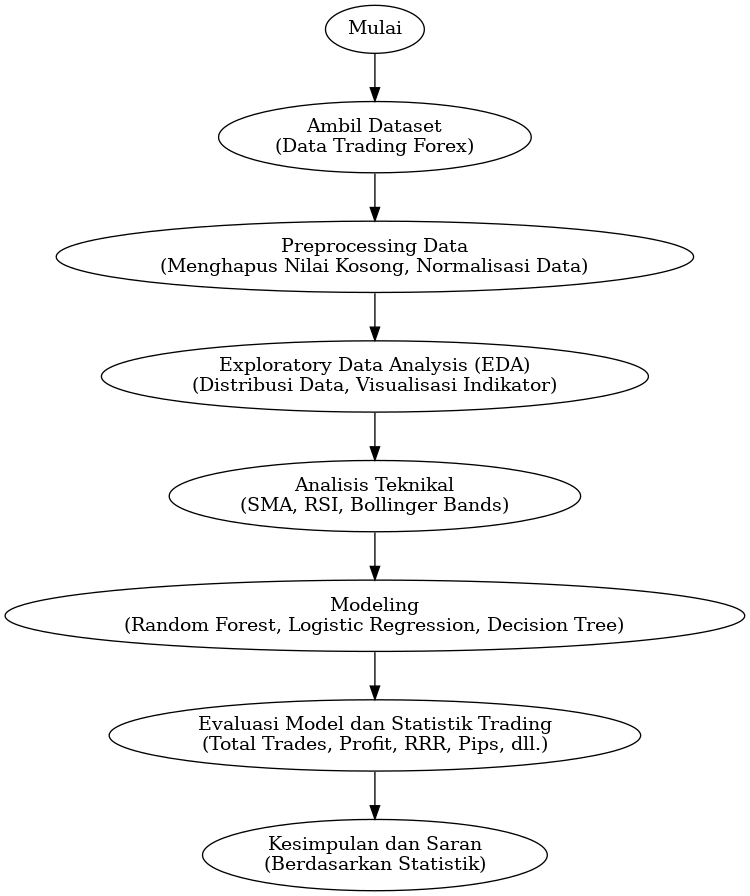 Mulai
Ambil Dataset
(Data Trading Forex)
Preprocessing Data
(Menghapus Nilai Kosong, Normalisasi Data)
Exploratory Data Analysis (EDA)
(Distribusi Data, Visualisasi Indikator)
Analisis Teknikal
(SMA, RSI, Bollinger Bands)
Modeling
(Random Forest, Logistic Regression, Decision Tree)
Evaluasi Model dan Statistik Trading
(Total Trades, Profit, RRR, Pips, dll.)
Kesimpulan dan Saran
(Berdasarkan Statistik)